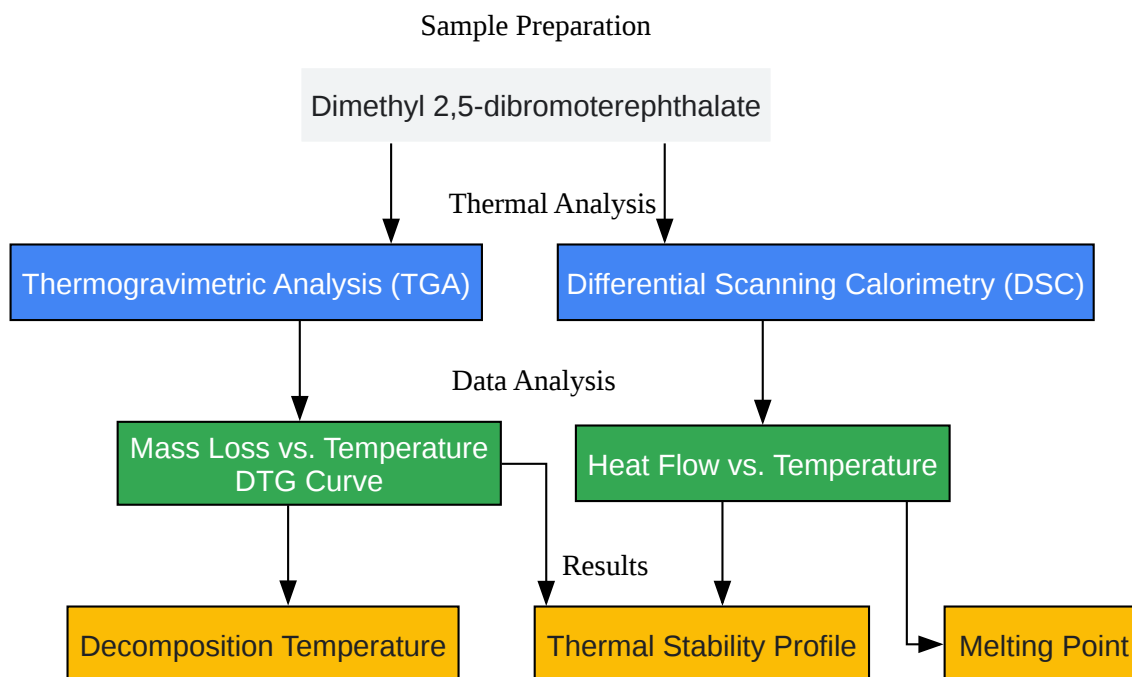 Sample Preparation
Dimethyl 2,5-dibromoterephthalate
Thermal Analysis
Thermogravimetric Analysis (TGA)
Differential Scanning Calorimetry (DSC)
Data Analysis
Mass Loss vs. Temperature
DTG Curve
Heat Flow vs. Temperature
Results
Decomposition Temperature
Thermal Stability Profile
Melting Point